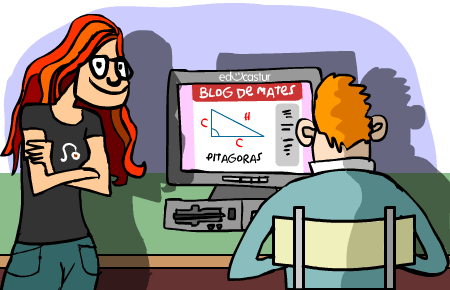 educastur
BLOG DE MATES
C
H
C
PITAGORAS